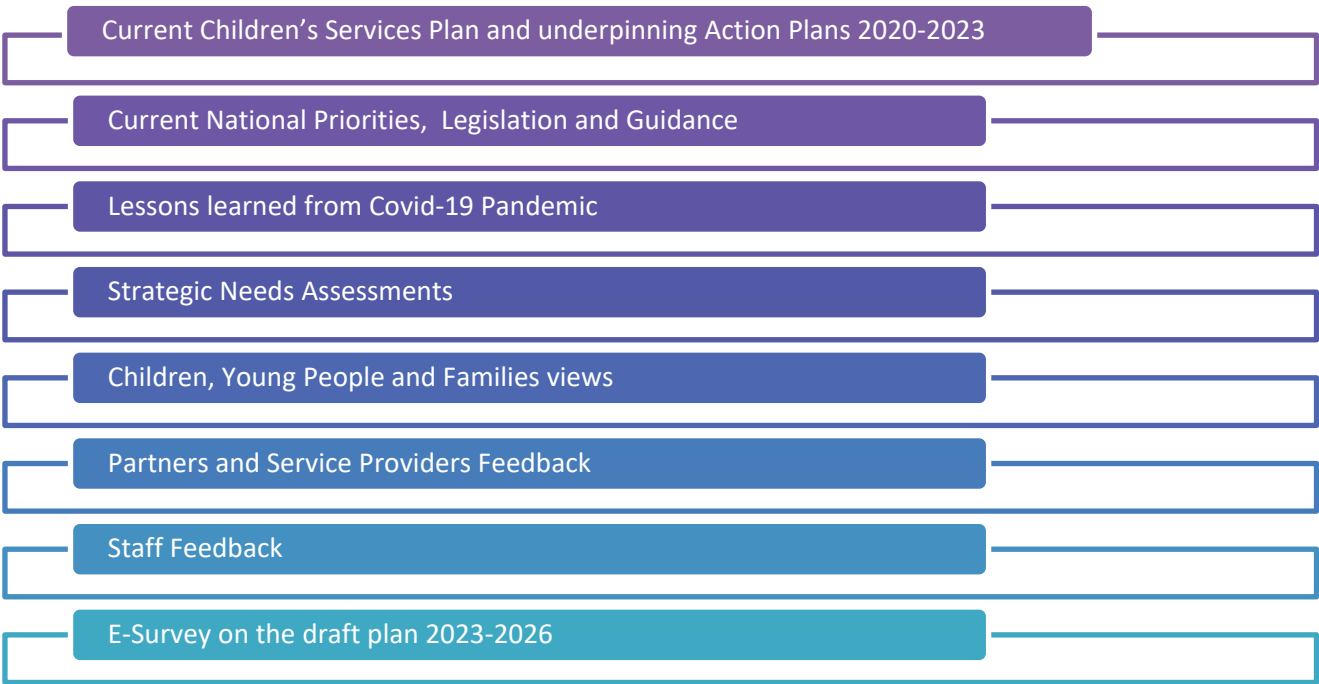 Current Children’s Services Plan and underpinning Action Plans 2020-2023
Current National Priorities,  Legislation and Guidance
Lessons learned from Covid-19 Pandemic
Strategic Needs Assessments
Children, Young People and Families views
Partners and Service Providers Feedback
Staff Feedback
E-Survey on the draft plan 2023-2026